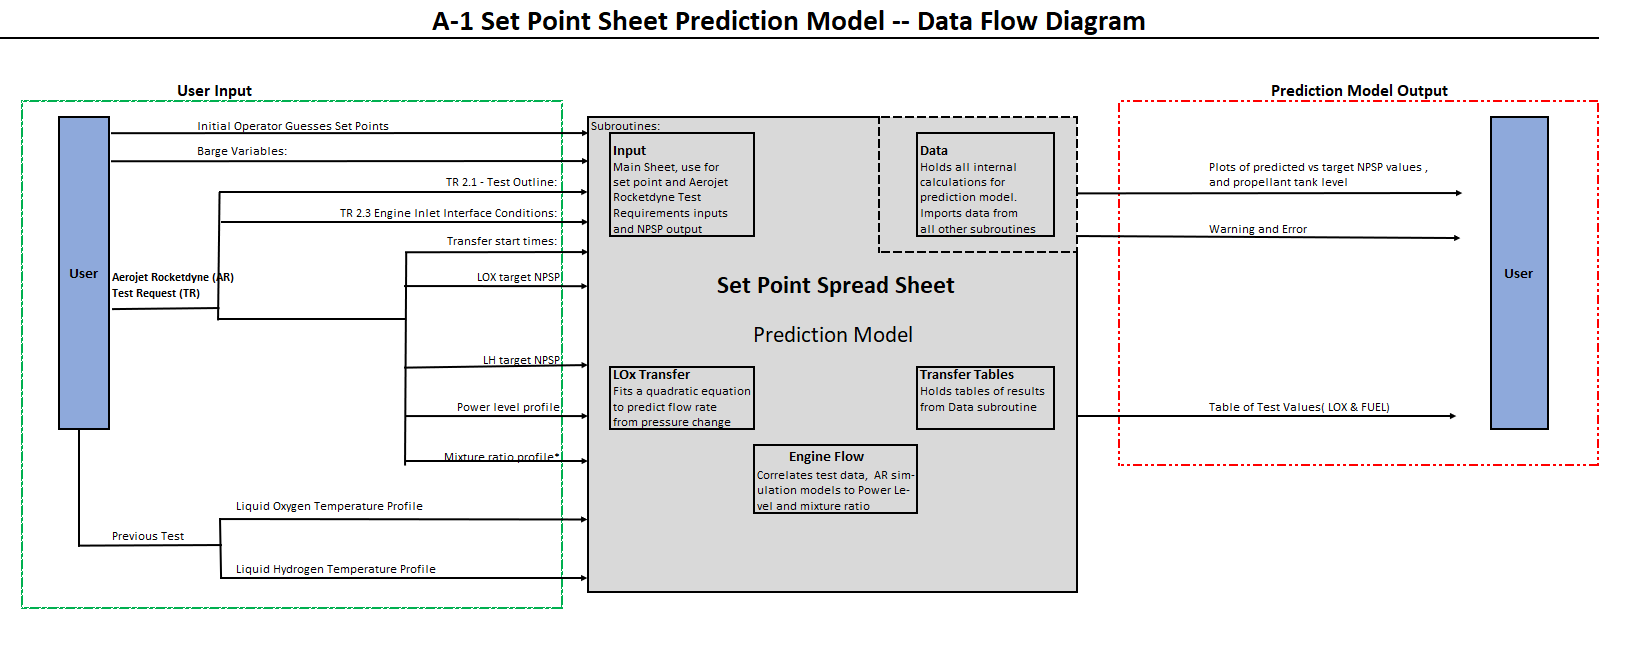 A-1 Set Point Sheet Prediction Model -- Data Flow Diagram
User Input
Prediction Model Output
User
Initial Operator Guesses Set Points
Barge Variables:
TR 2.1 - Test Outline:
TR 2.3 Engine Inlet Interface Conditions:
Transfer start times:
Aerojet Rocketdyne (AR)
Test Request (TR)
LOX target NPSP
LH target NPSP
Power level profile
Mixture ratio profile*
Liquid Oxygen Temperature Profile
Previous Test
Liquid Hydrogen Temperature Profile
Subroutines:
Input
Main Sheet, use for
set point and Aerojet
Rocketdyne Test
Requirements inputs
and NPSP output
Data
Holds all internal
calculations for
prediction model.
Imports data from
all other subroutines
Set Point Spread Sheet
Prediction Model
LOx Transfer
Fits a quadratic equation
to predict flow rate
from pressure change
Transfer Tables
Holds tables of results
from Data subroutine
Engine Flow
Correlates test data,  AR sim-
ulation models to Power Le-
vel and mixture ratio
Plots of predicted vs target NPSP values ,
and propellant tank level
Warning and Error
Table of Test Values( LOX & FUEL)
User